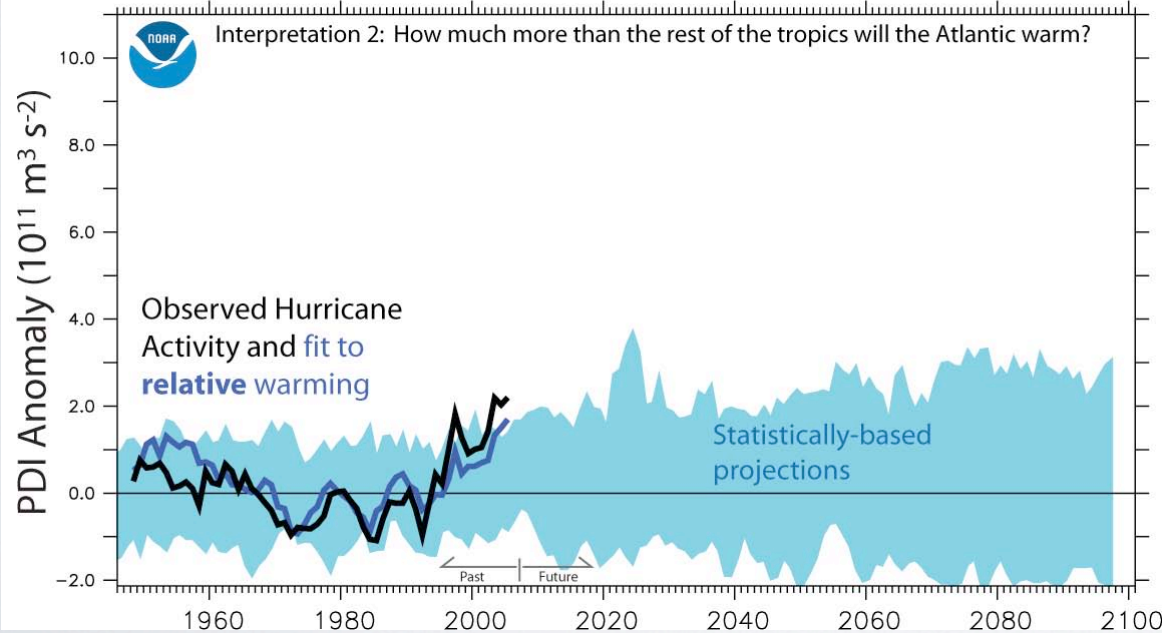 NOAA
Interpretation 2: How much more than the rest of the tropics will the Atlantic warm?
PDI Anomaly (10¹¹ m³ s⁻²)
10.0
8.0
6.0
4.0
2.0
0.0
−2.0
Observed Hurricane
Activity and fit to
relative warming
Statistically-based
projections
Past Future
1960 1980 2000 2020 2040 2060 2080 2100